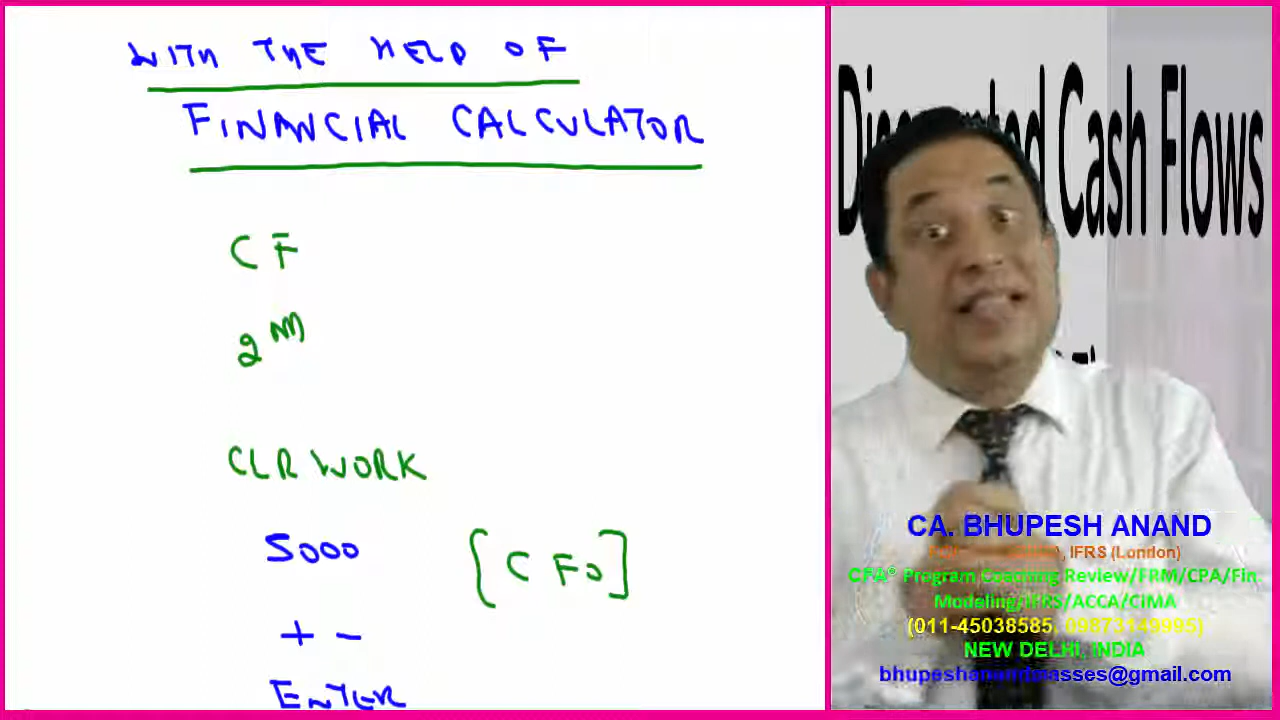 WITH THE HELP OF
FINANCIAL CALCULATOR
CF
2ND
CLR WORK
5000
[CFO]
+ -
ENTER
Discounted Cash Flows
CA. BHUPESH ANAND
IFRS (London)
CFA® Program Coaching Review/FRM/CPA/Fin.
Modeling/IFRS/ACCA/CIMA
(011-45038585, 09873149995)
NEW DELHI, INDIA
bhupeshanandclasses@gmail.com